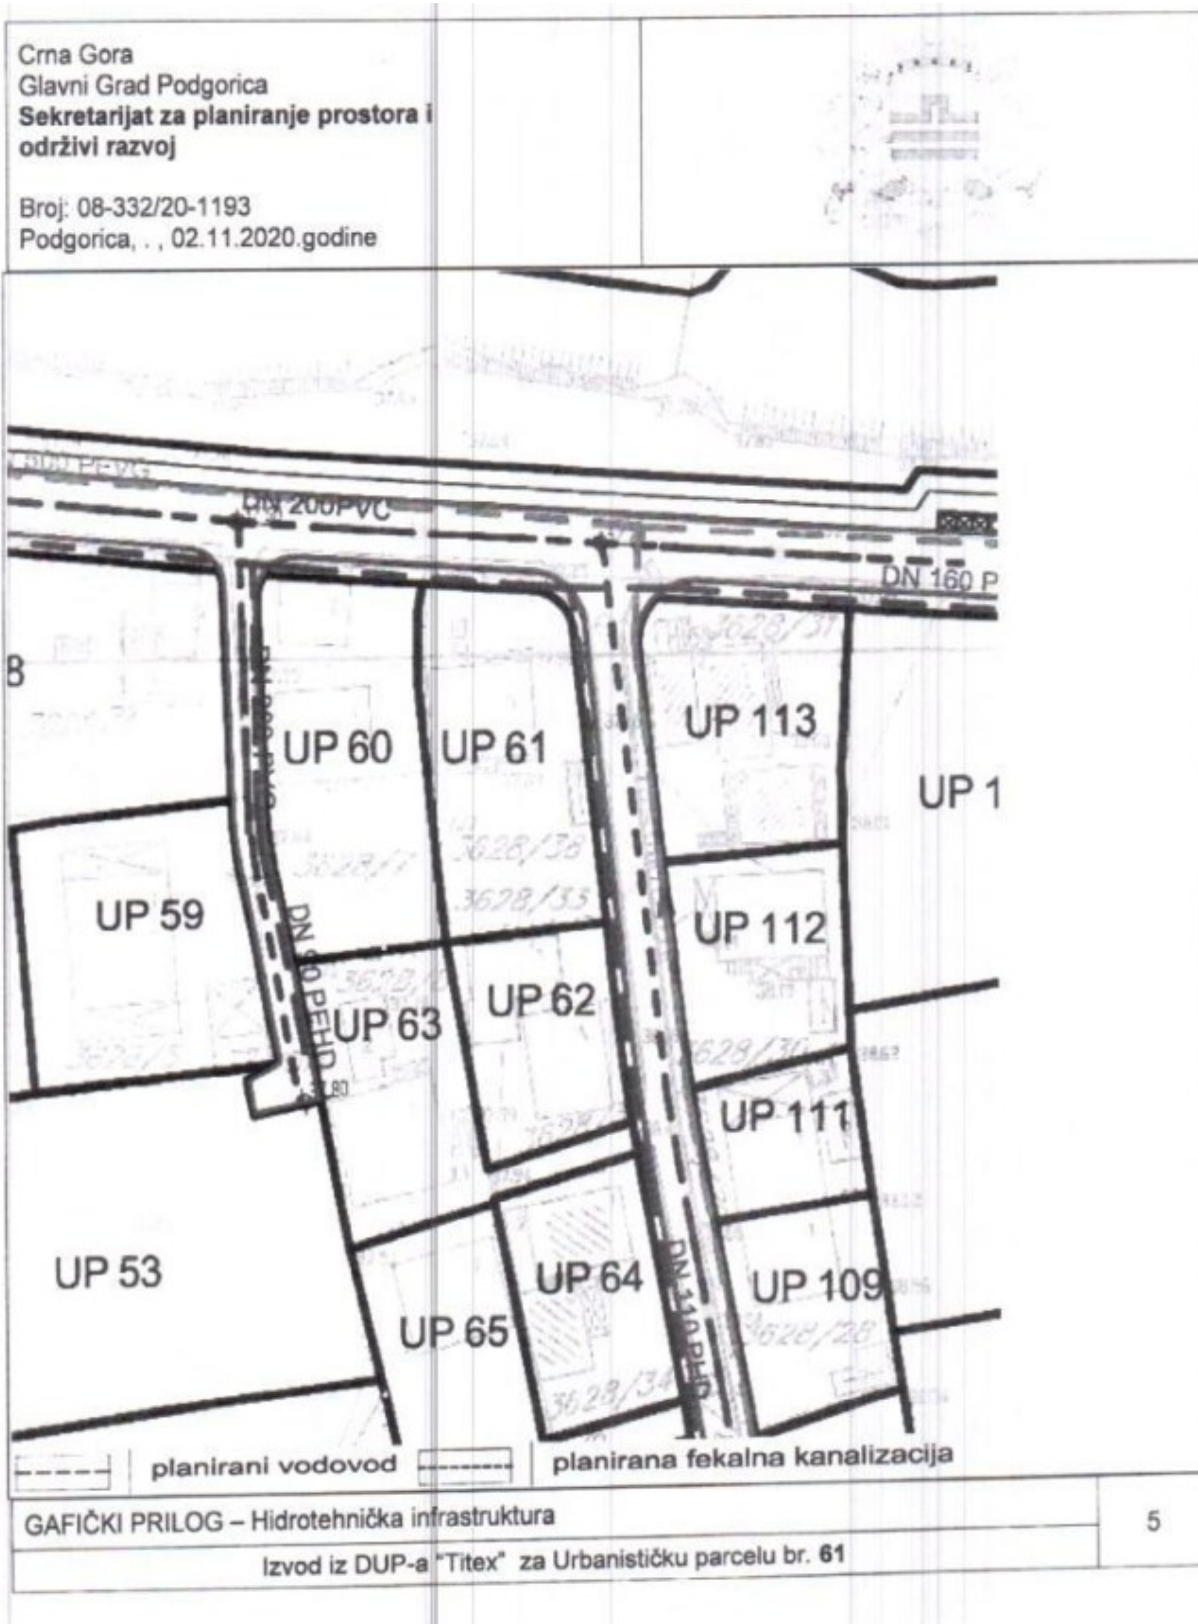 Crna Gora
Glavni Grad Podgorica
Sekretarijat za planiranje prostora i
održivi razvoj
Broj: 08-332/20-1193
Podgorica, . , 02.11.2020.godine
DN 200PVC
DN 160 P
8
UP 60
UP 61
UP 113
UP 1
3628/38
3628/33
UP 59
UP 112
DN 90 PEHD
UP 62
UP 63
UP 111
UP 53
UP 64
UP 109
UP 65
3628/28
3628/34
DN 110 PHD
planirani vodovod
planirana fekalna kanalizacija
GAFIČKI PRILOG – Hidrotehnička infrastruktura
5
Izvod iz DUP-a "Titex" za Urbanističku parcelu br. 61